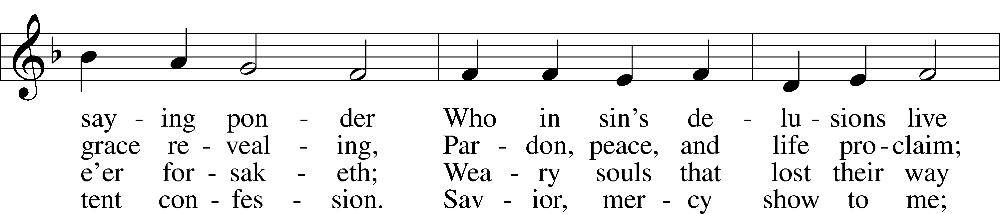 say - ing pon - der Who in sin’s de - lu - sions live
grace re - veal - ing, Par - don, peace, and life pro - claim;
e’er for - sak - eth; Wea - ry souls that lost their way
tent con - fes - sion. Sav - ior, mer - cy show to me;